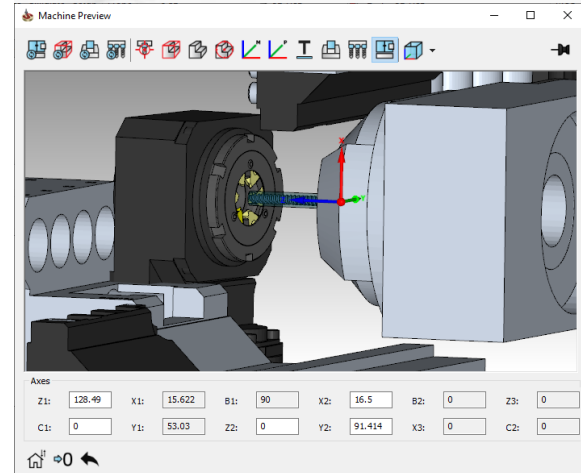 Machine Preview
X
Y
Axes
Z1: 128.49 X1: 15.622 B1: 90 X2: 16.5 B2: 0 Z3: 0
C1: 0 Y1: 53.03 Z2: 0 Y2: 91.414 X3: 0 C2: 0
0